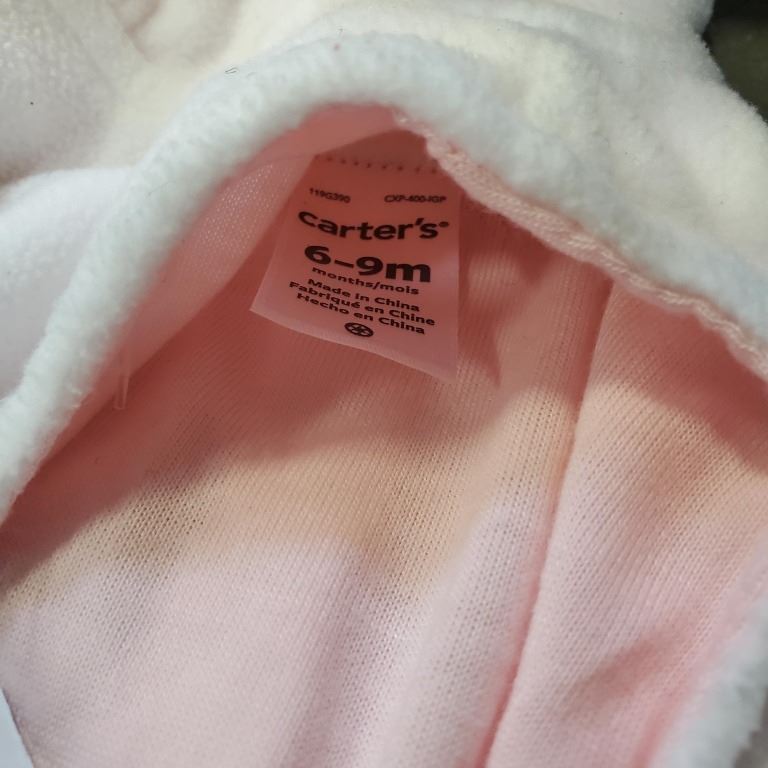 119G390 CXP-400-IGP
carter's®
6–9m
months/mois
Made in China
Fabriqué en Chine
Hecho en China